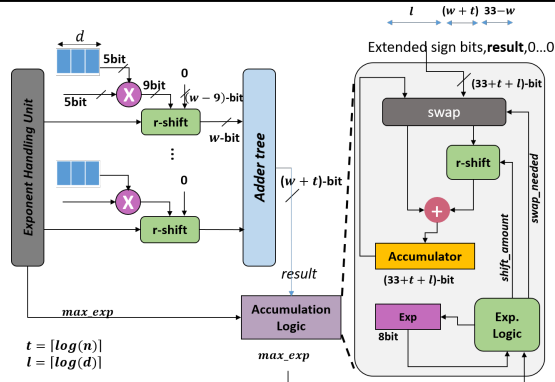 l (w + t) 33−w
Extended sign bits,result,0...0
d
5bit
0
5bit
9bit
(w − 9)-bit
X
r-shift
w-bit
Exponent Handling Unit
...
Adder tree
(w + t)-bit
0
X
r-shift
result
max_exp
Accumulation
Logic
max_exp
t = ⌈log(n)⌉
l = ⌈log(d)⌉
(33+t + l)-bit
swap
r-shift
+
Accumulator
(33+t + l)-bit
shift_amount
swap_needed
Exp
8bit
Exp.
Logic